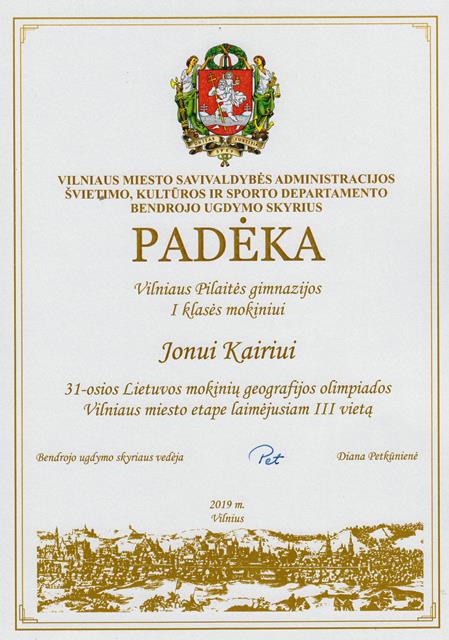 VILNIAUS MIESTO SAVIVALDYBĖS ADMINISTRACIJOS
ŠVIETIMO, KULTŪROS IR SPORTO DEPARTAMENTO
BENDROJO UGDYMO SKYRIUS
PADĖKA
Vilniaus Pilaitės gimnazijos
I klasės mokiniui
Jonui Kairiui
31-osios Lietuvos mokinių geografijos olimpiados
Vilniaus miesto etape laimėjusiam III vietą
Bendrojo ugdymo skyriaus vedėja Pet Diana Petkūnienė
2019 m.
Vilnius